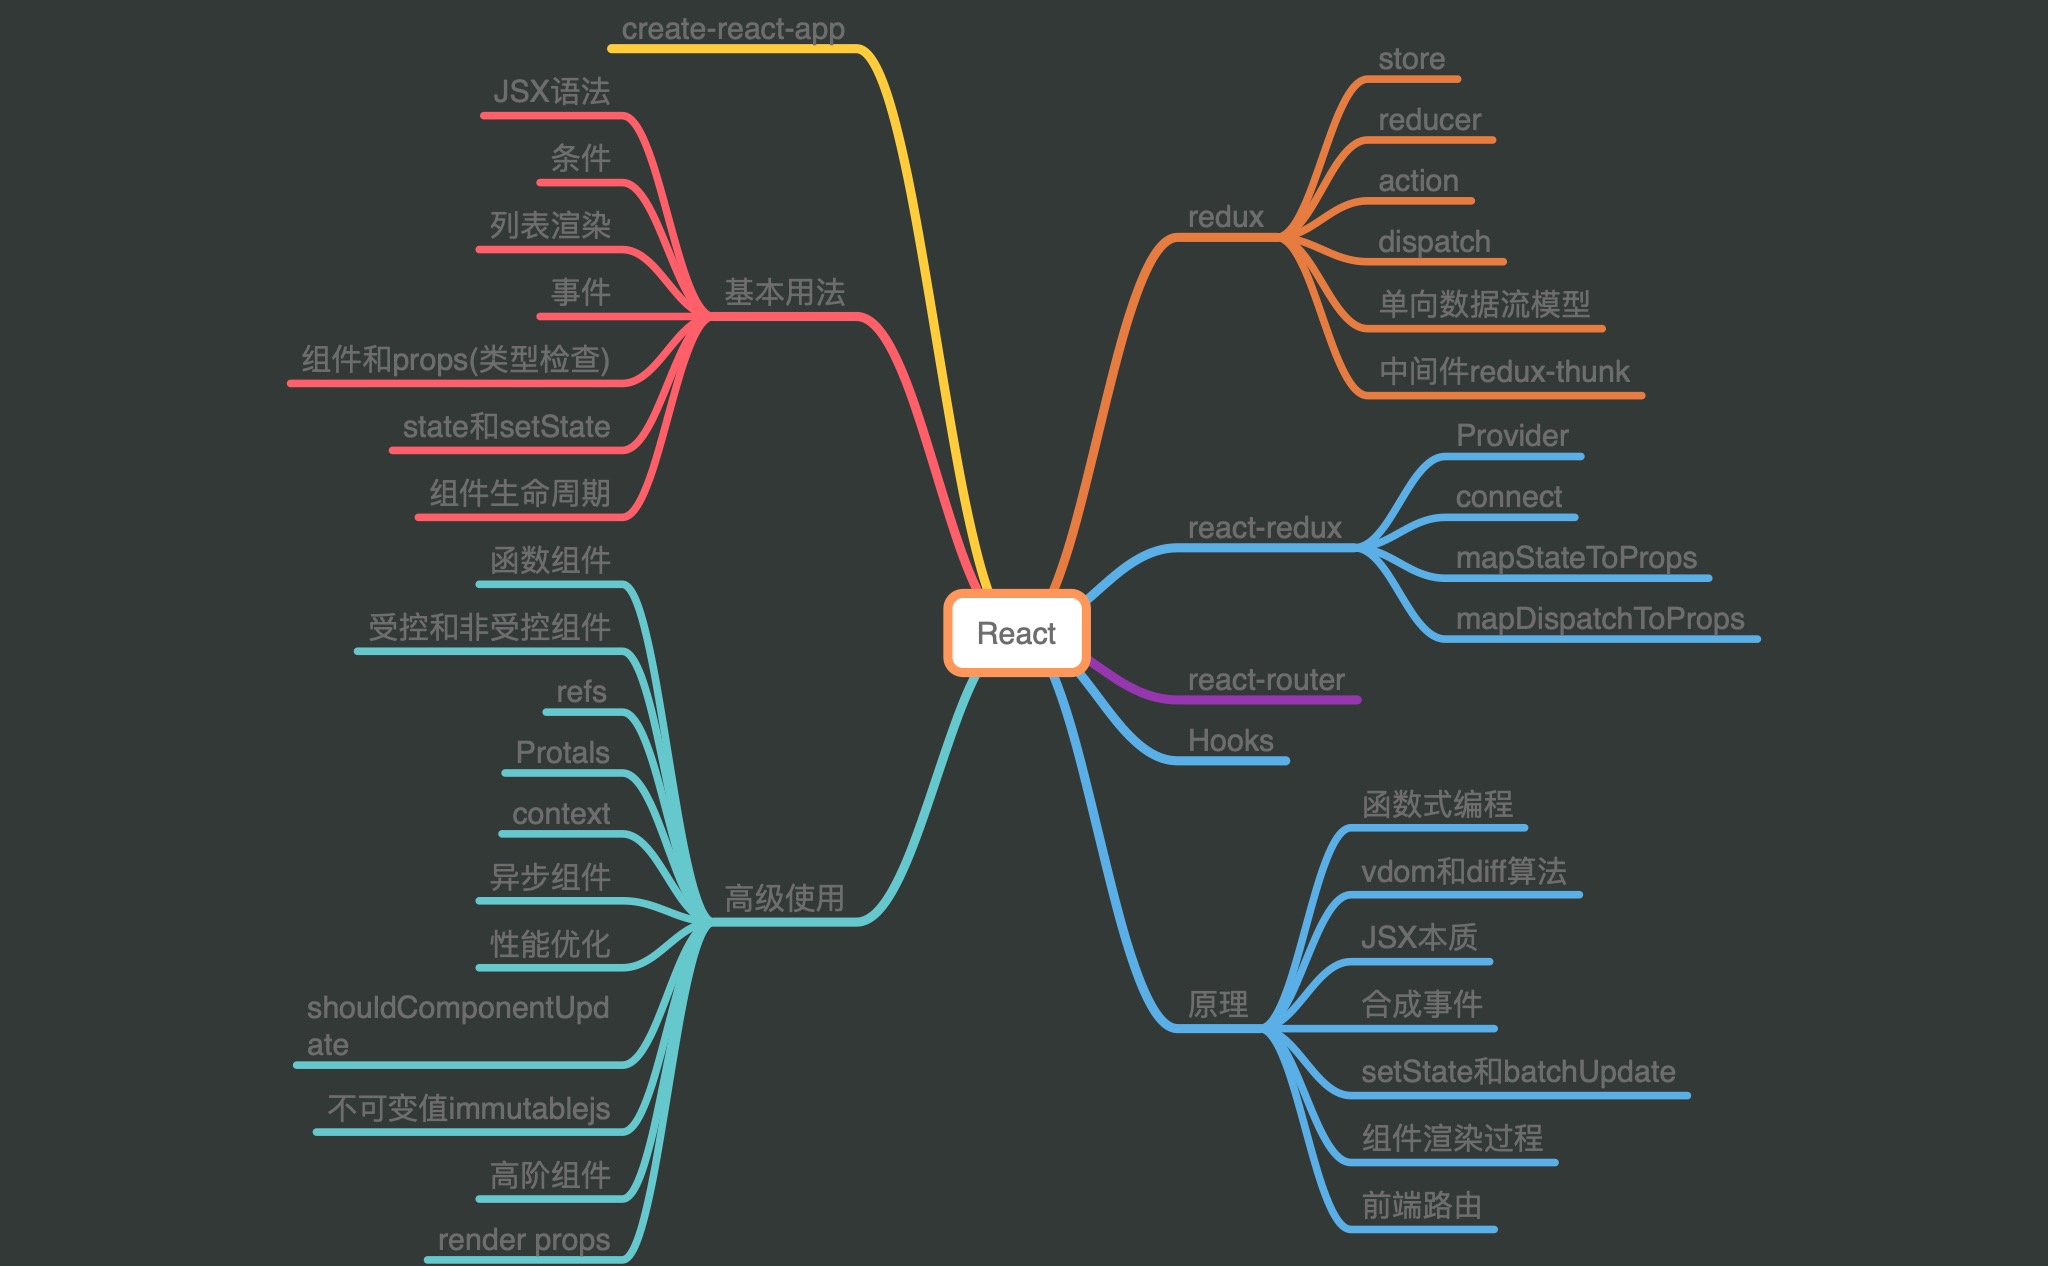 create-react-app
JSX语法
条件
列表渲染
事件
组件和props(类型检查)
state和setState
组件生命周期
基本用法
函数组件
受控和非受控组件
refs
Protals
context
异步组件
性能优化
shouldComponentUpd
ate
不可变值immutablejs
高阶组件
render props
高级使用
React
redux
store
reducer
action
dispatch
单向数据流模型
中间件redux-thunk
react-redux
Provider
connect
mapStateToProps
mapDispatchToProps
react-router
Hooks
原理
函数式编程
vdom和diff算法
JSX本质
合成事件
setState和batchUpdate
组件渲染过程
前端路由